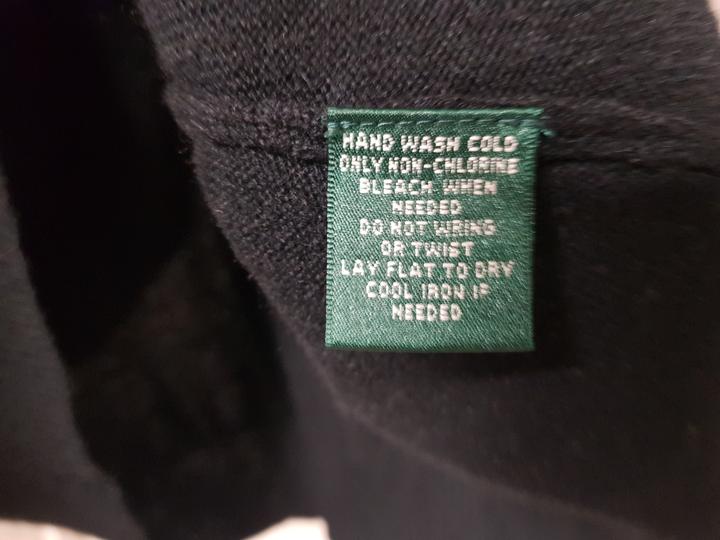 HAND WASH COLD
ONLY NON-CHLORINE
BLEACH WHEN
NEEDED
DO NOT WRING
OR TWIST
LAY FLAT TO DRY
COOL IRON IF
NEEDED